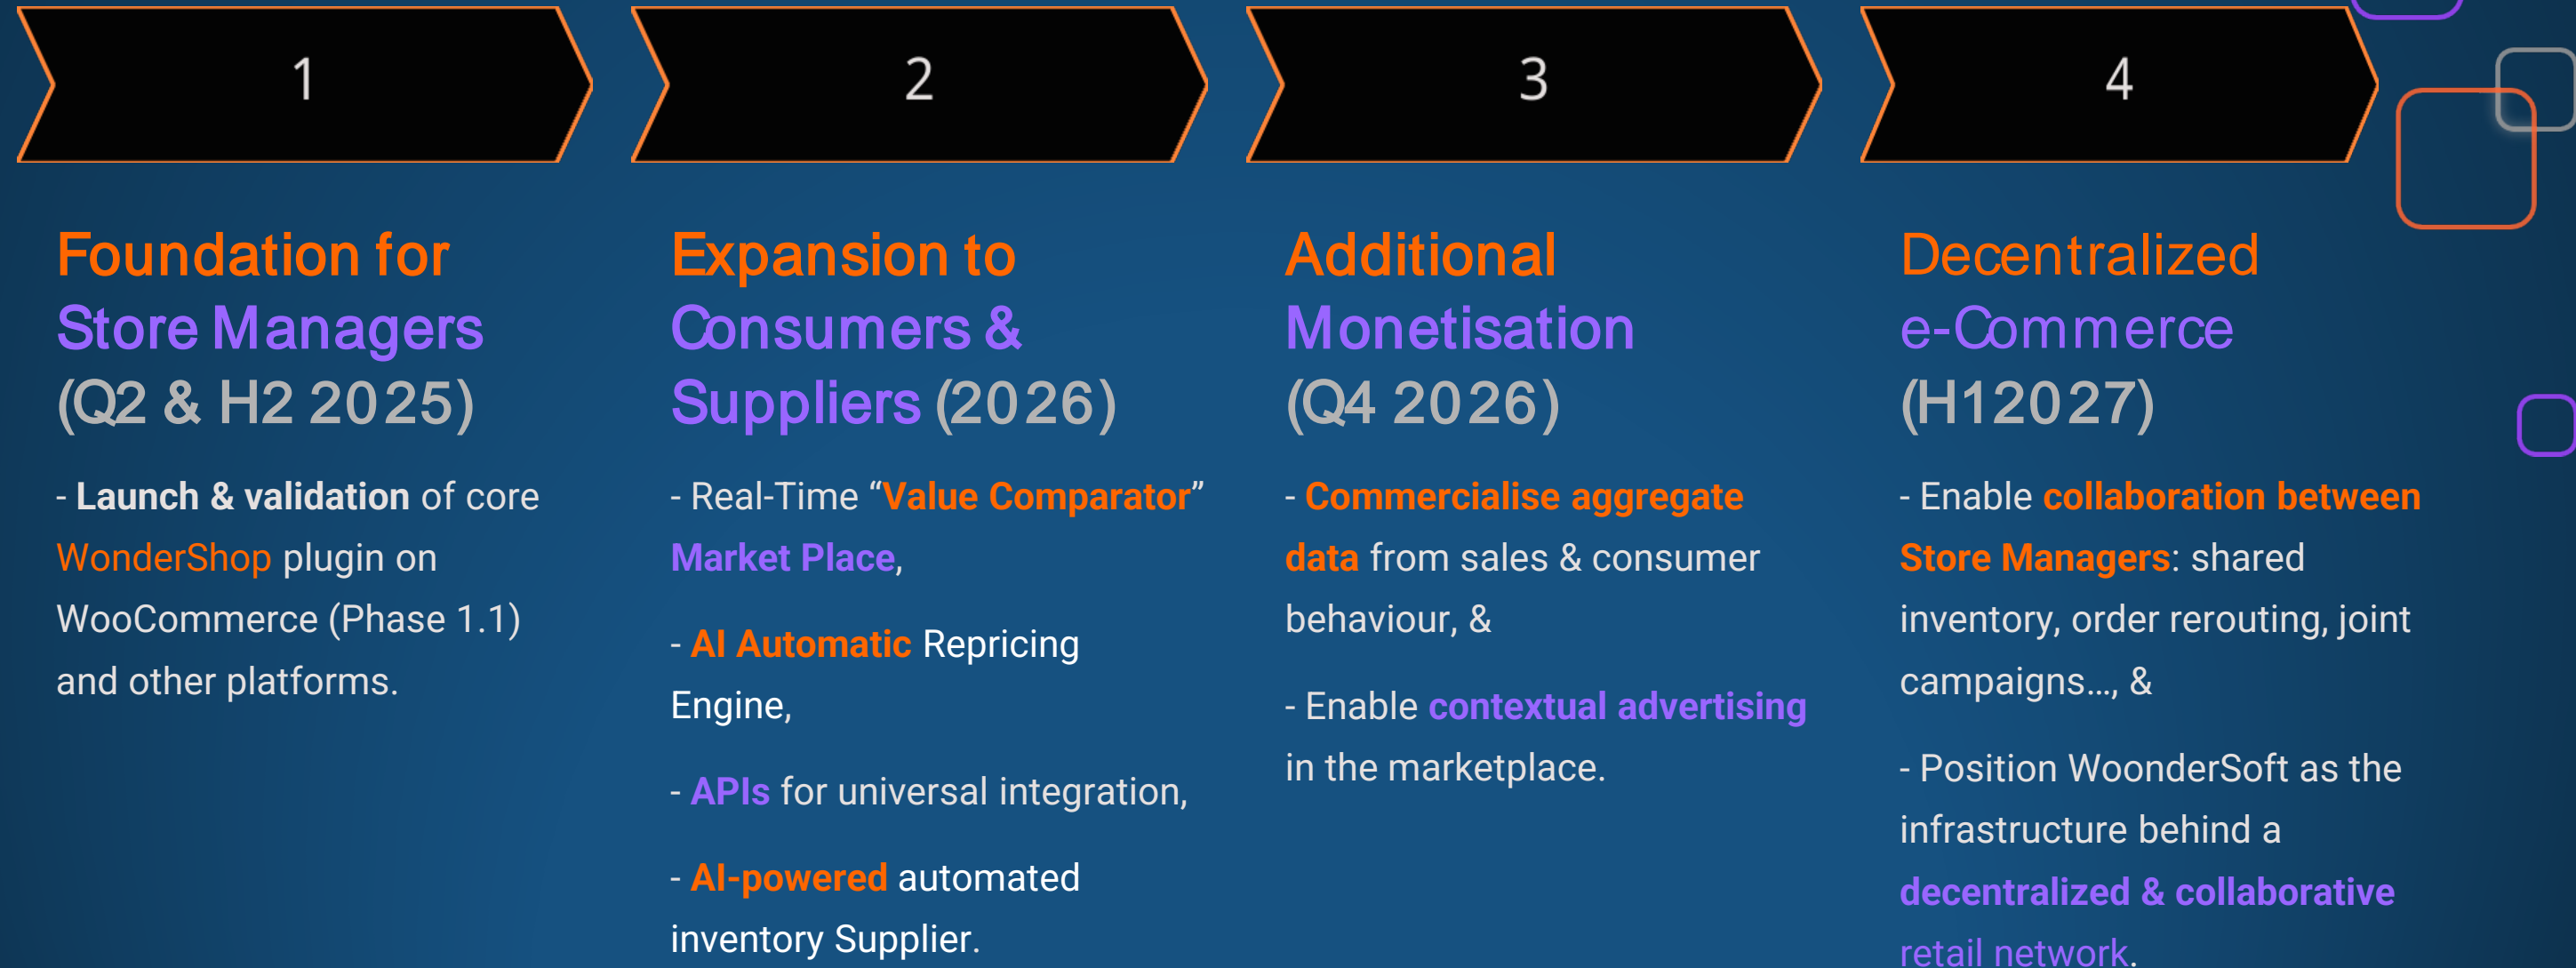 1
Foundation for
Store Managers
(Q2 & H2 2025)
- Launch & validation of core
WonderShop plugin on
WooCommerce (Phase 1.1)
and other platforms.
2
Expansion to
Consumers &
Suppliers (2026)
- Real-Time “Value Comparator”
Market Place,
- AI Automatic Repricing
Engine,
- APIs for universal integration,
- AI-powered automated
inventory Supplier.
3
Additional
Monetisation
(Q4 2026)
- Commercialise aggregate
data from sales & consumer
behaviour, &
- Enable contextual advertising
in the marketplace.
4
Decentralized
e-Commerce
(H12027)
- Enable collaboration between
Store Managers: shared
inventory, order rerouting, joint
campaigns..., &
- Position WoonderSoft as the
infrastructure behind a
decentralized & collaborative
retail network.